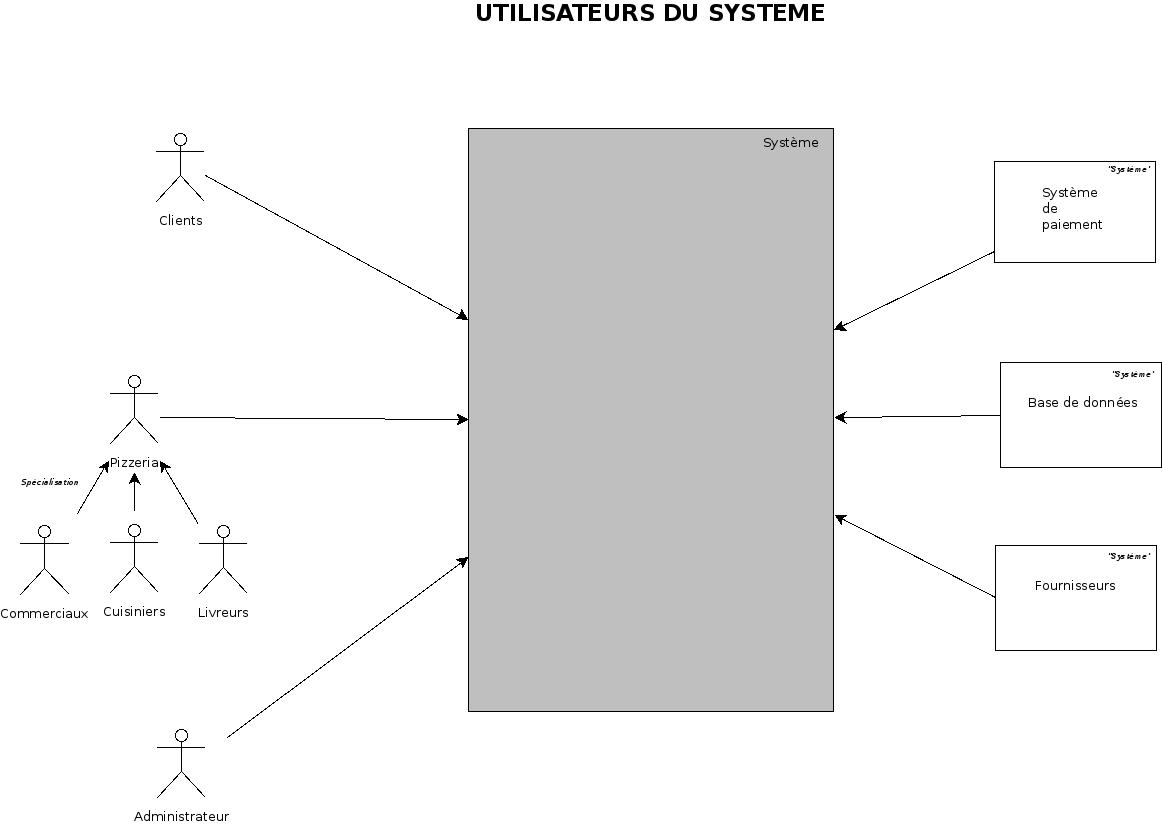 UTILISATEURS DU SYSTEME
Système
Clients
Pizzeria
Spécialisation
Commerciaux
Cuisiniers
Livreurs
Administrateur
"Système"
Système
de
paiement
"Système"
Base de données
"Système"
Fournisseurs